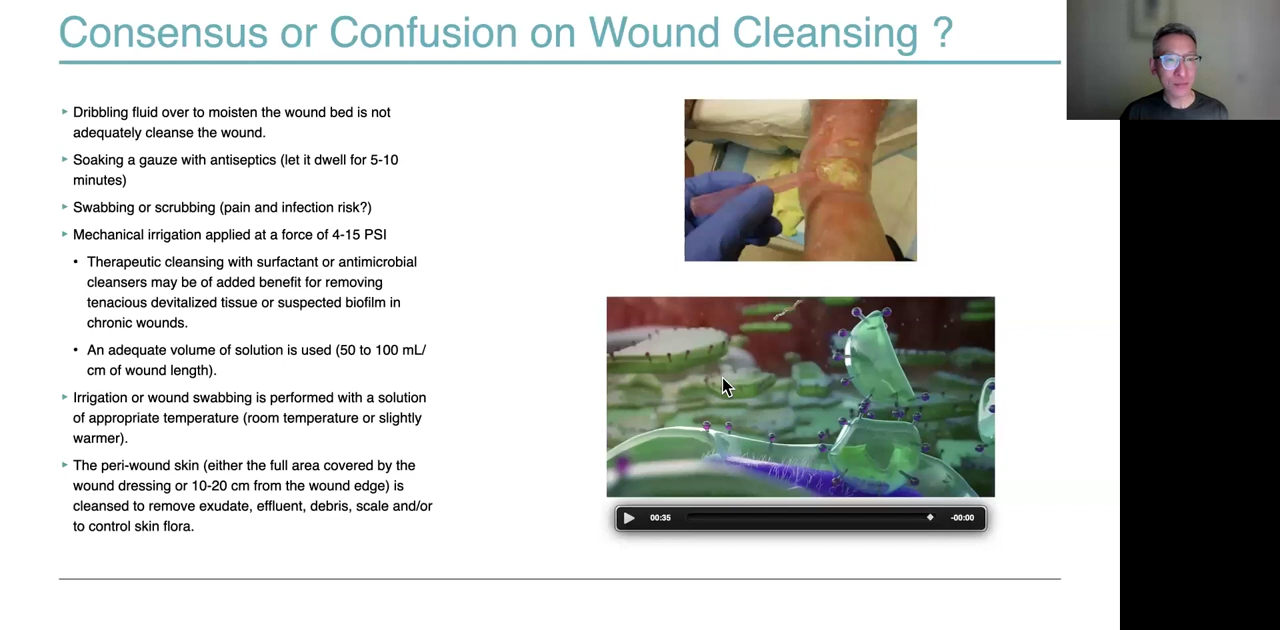 Consensus or Confusion on Wound Cleansing ?
Dribbling fluid over to moisten the wound bed is not
adequately cleanse the wound.
Soaking a gauze with antiseptics (let it dwell for 5-10
minutes)
Swabbing or scrubbing (pain and infection risk?)
Mechanical irrigation applied at a force of 4-15 PSI
Therapeutic cleansing with surfactant or antimicrobial
cleansers may be of added benefit for removing
tenacious devitalized tissue or suspected biofilm in
chronic wounds.
An adequate volume of solution is used (50 to 100 mL/
cm of wound length).
Irrigation or wound swabbing is performed with a solution
of appropriate temperature (room temperature or slightly
warmer).
The peri-wound skin (either the full area covered by the
wound dressing or 10-20 cm from the wound edge) is
cleansed to remove exudate, effluent, debris, scale and/or
to control skin flora.
00:35
-00:00